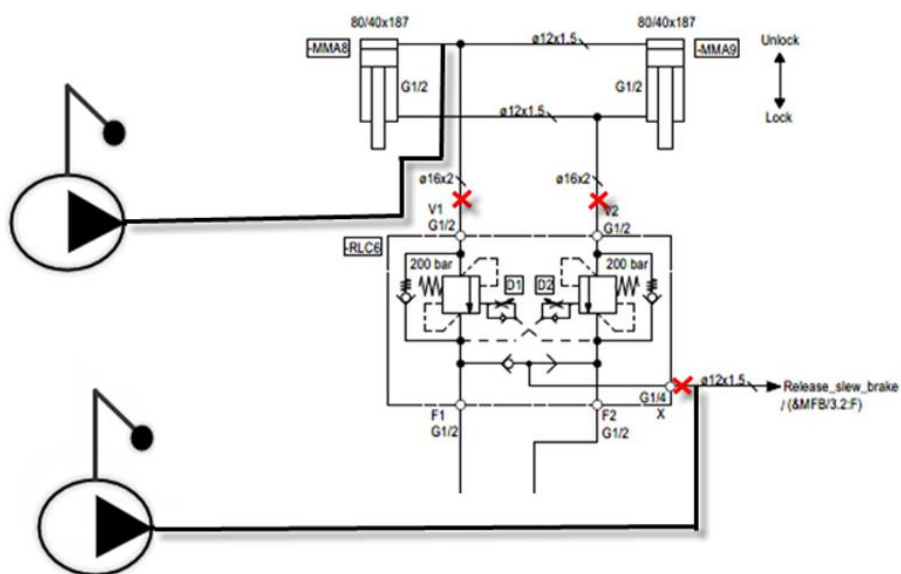 80/40x187
80/40x187
-MMA8
ø12x1.5
-MMA9
Unlock
G1/2
G1/2
ø12x1.5
Lock
ø16x2
ø16x2
V1
V2
G1/2
G1/2
-RLC6
200 bar
D1
D2
200 bar
ø12x1.5
Release_slew_brake
/ (&MFB/3.2:F)
G1/4
F1
F2
X
G1/2
G1/2